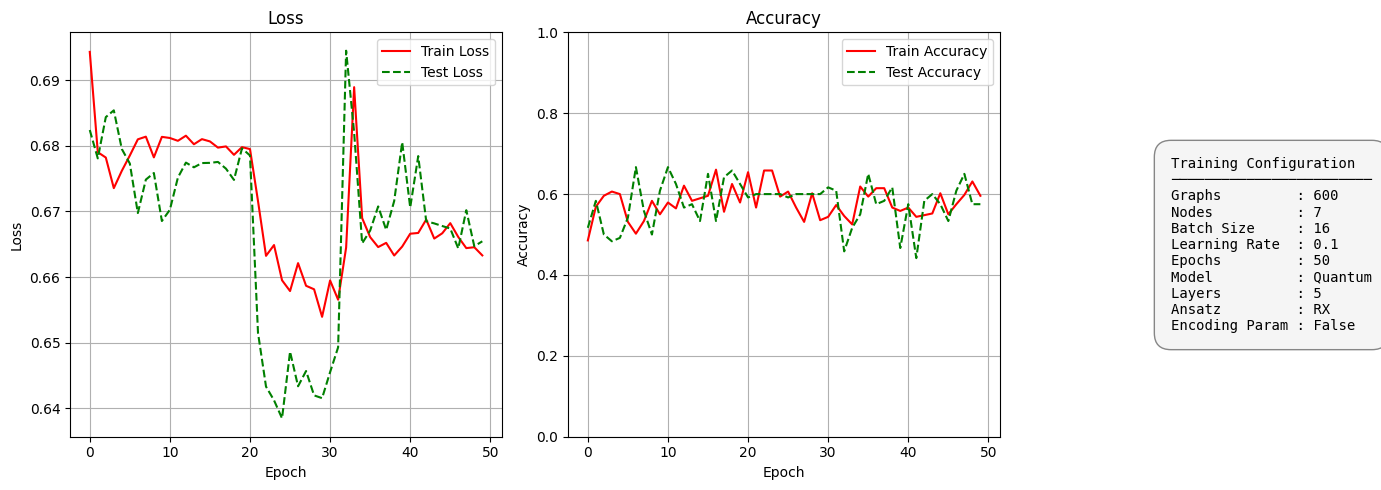 Loss
Train Loss
Test Loss
0.69
0.68
0.67
0.66
0.65
0.64
Loss
0 10 20 30 40 50
Epoch
Accuracy
Train Accuracy
Test Accuracy
1.0
0.8
0.6
0.4
0.2
0.0
Accuracy
0 10 20 30 40 50
Epoch
Training Configuration
Graphs : 600
Nodes : 7
Batch Size : 16
Learning Rate : 0.1
Epochs : 50
Model : Quantum
Layers : 5
Ansatz : RX
Encoding Param : False